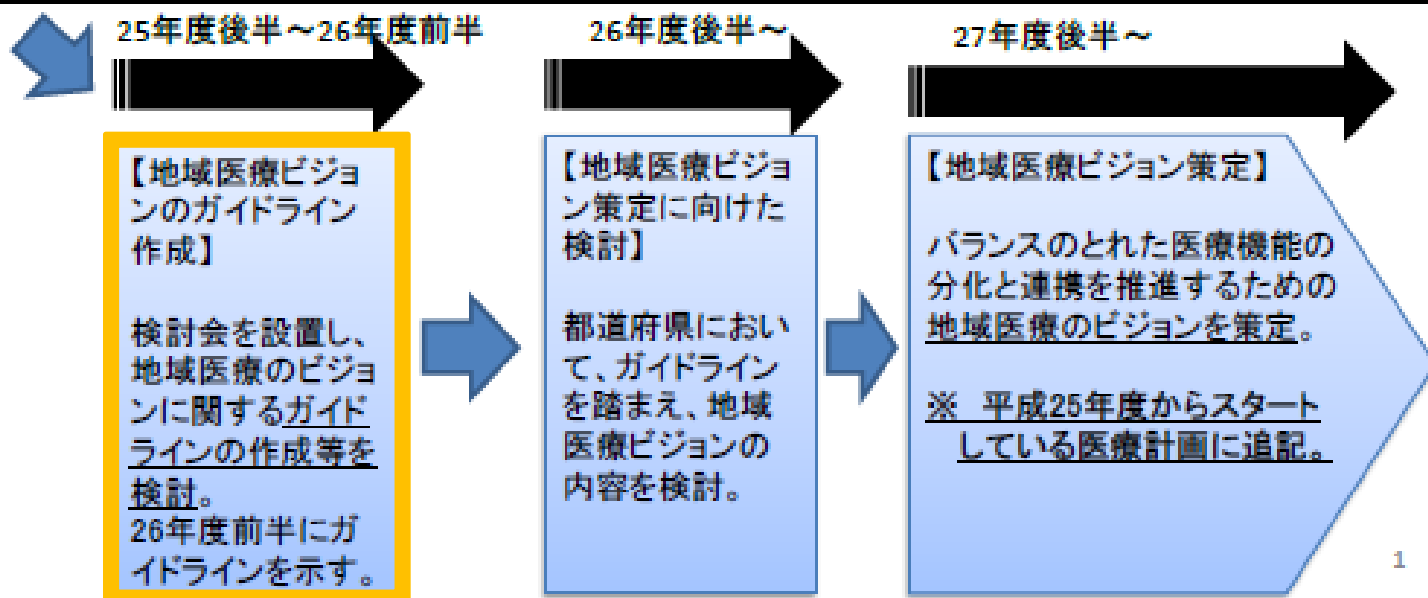 25年度後半～26年度前半
26年度後半～
27年度後半～
【地域医療ビジョ
ンのガイドライン
作成】
検討会を設置し、
地域医療のビジョ
ンに関するガイド
ラインの作成等を
検討。
26年度前半にガ
イドラインを示す。
【地域医療ビジョ
ン策定に向けた
検討】
都道府県におい
て、ガイドライン
を踏まえ、地域
医療ビジョンの
内容を検討。
【地域医療ビジョン策定】
バランスのとれた医療機能の
分化と連携を推進するための
地域医療のビジョンを策定。
※　平成25年度からスタート
している医療計画に追記。
1